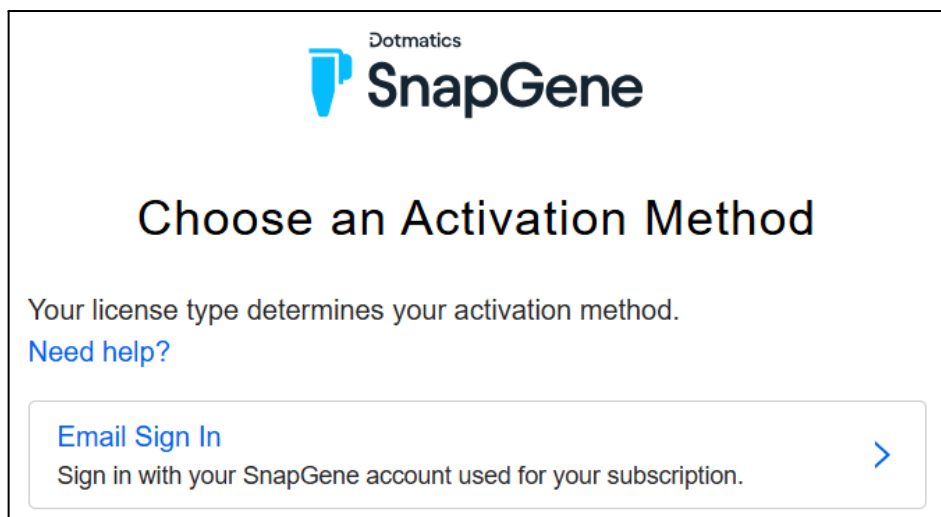 Dotmatics
SnapGene
Choose an Activation Method
Your license type determines your activation method.
Need help?
Email Sign In
Sign in with your SnapGene account used for your subscription.